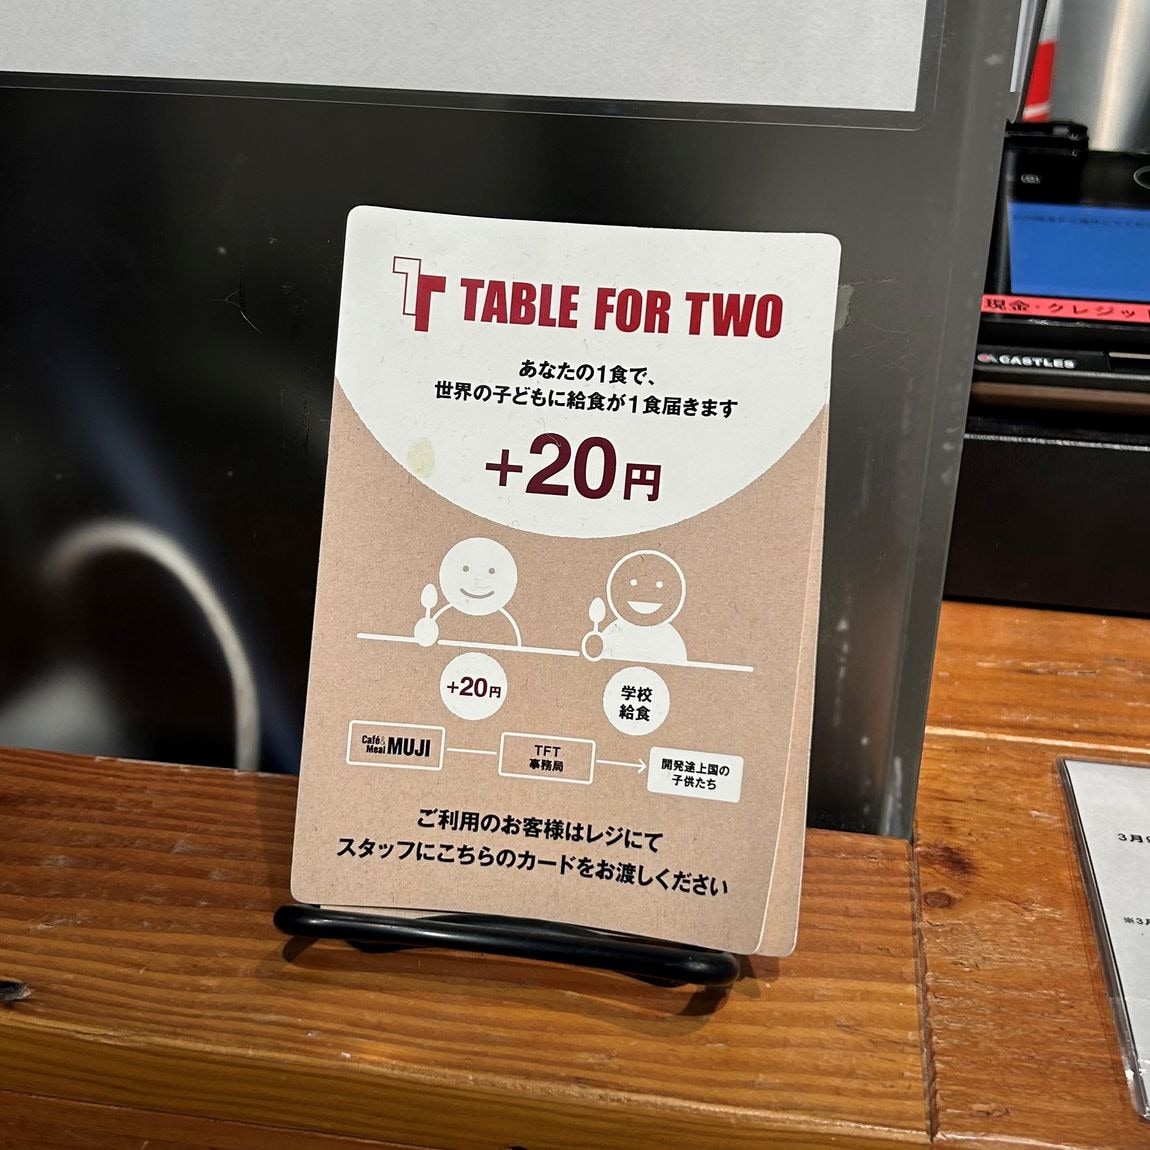 TABLE FOR TWO
あなたの1食で、
世界の子どもに給食が1食届きます
+20円
+20円
学校
給食
Café&
Meal MUJI
TFT
事務局
開発途上国の
子供たち
ご利用のお客様はレジにて
スタッフにこちらのカードをお渡しください
現金・クレジッ
CASTLES
3月
※3月